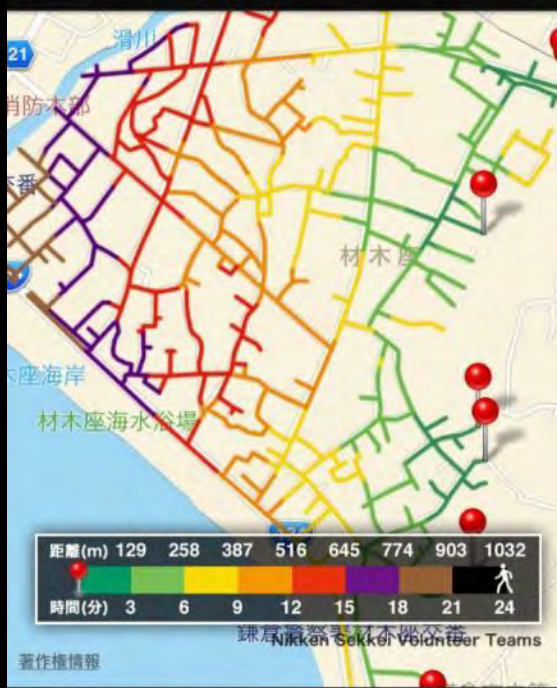 滑川
21
消防本部
交番
材木座
木座海岸
材木座海水浴場
距離(m) 129 258 387 516 645 774 903 1032
時間(分) 3 6 9 12 15 18 21 24
Nikken Sekkei Volunteer Teams
著作権情報